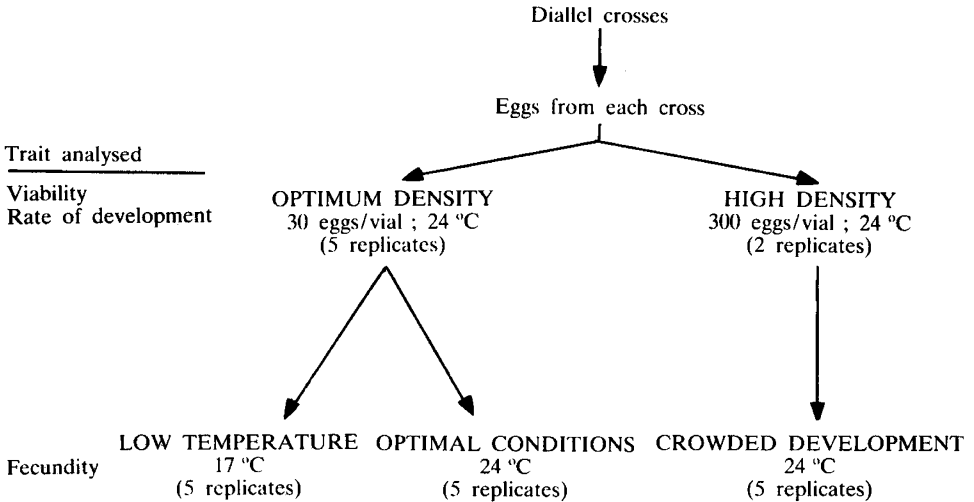 Diallel crosses
Eggs from each cross
Trait analysed
Viability
Rate of development
OPTIMUM DENSITY
30 eggs/vial ; 24 °C
(5 replicates)
HIGH DENSITY
300 eggs/vial ; 24 °C
(2 replicates)
Fecundity
LOW TEMPERATURE
17 °C
(5 replicates)
OPTIMAL CONDITIONS
24 °C
(5 replicates)
CROWDED DEVELOPMENT
24 °C
(5 replicates)